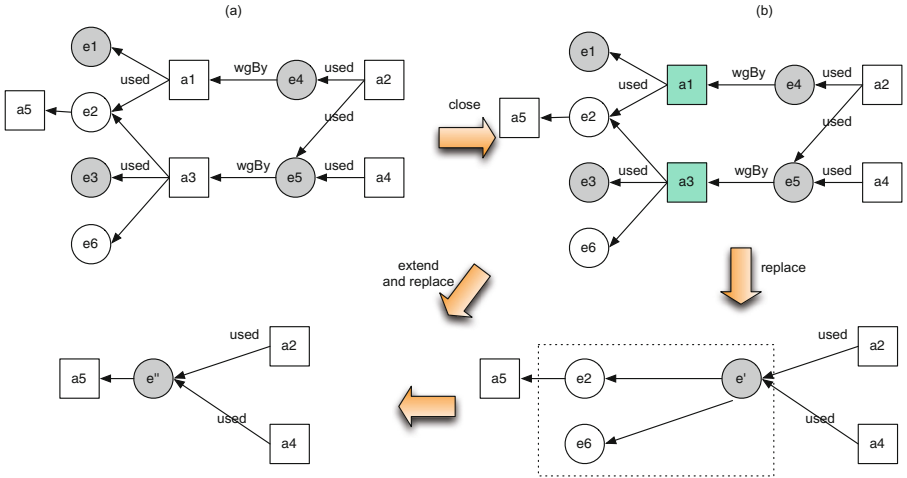 (a)
(b)
e1
used
a1
wgBy
e4
used
a2
a5
e2
used
e3
used
a3
wgBy
e5
used
a4
e6
close
e1
used
a1
wgBy
e4
used
a2
a5
e2
used
e3
used
a3
wgBy
e5
used
a4
e6
extend
and replace
replace
used
a2
a5
e"
used
a4
used
a2
a5
e2
e'
used
e6
a4